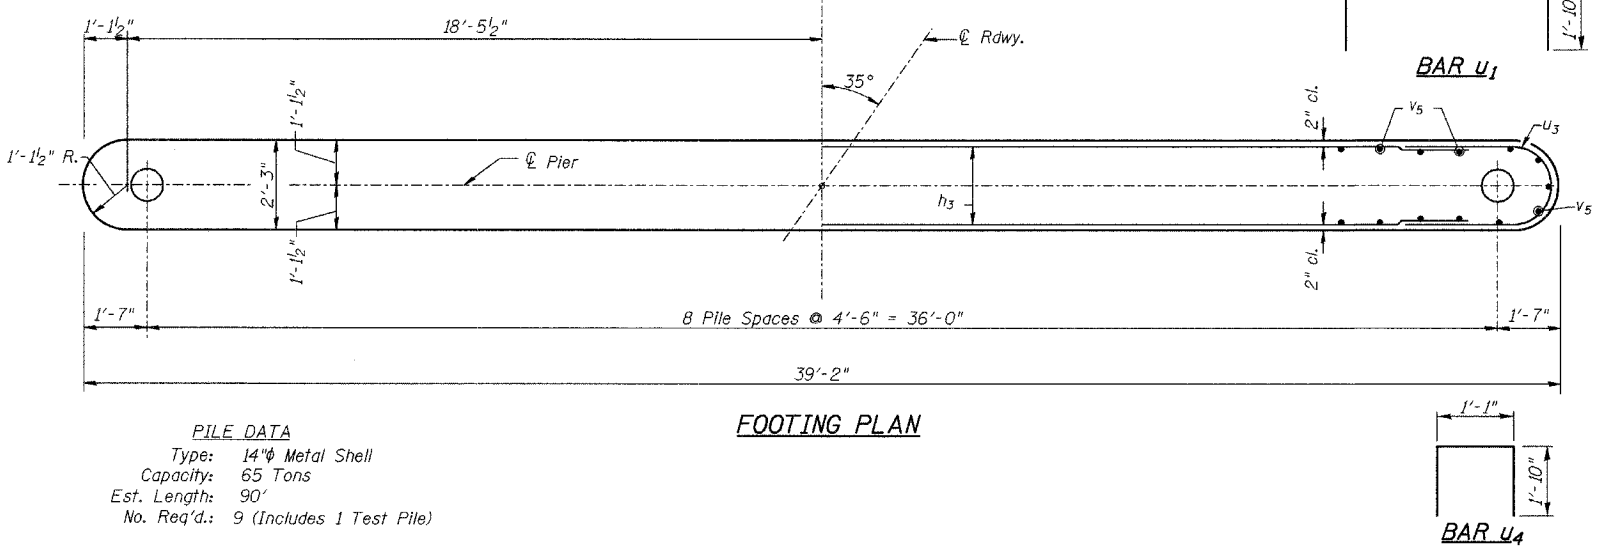 1'-10"
BAR u1
1'-1½"
18'-5½"
℄ Rdwy.
35°
1'-1½"
2" cl.
v5
u3
1'-1½" R.
℄ Pier
2'-3"
h3
v5
1'-1½"
2" cl.
1'-7"
8 Pile Spaces @ 4'-6" = 36'-0"
1'-7"
39'-2"
FOOTING PLAN
PILE DATA
Type: 14"ϕ Metal Shell
Capacity: 65 Tons
Est. Length: 90'
No. Req'd.: 9 (Includes 1 Test Pile)
1'-1"
1'-10"
BAR u4